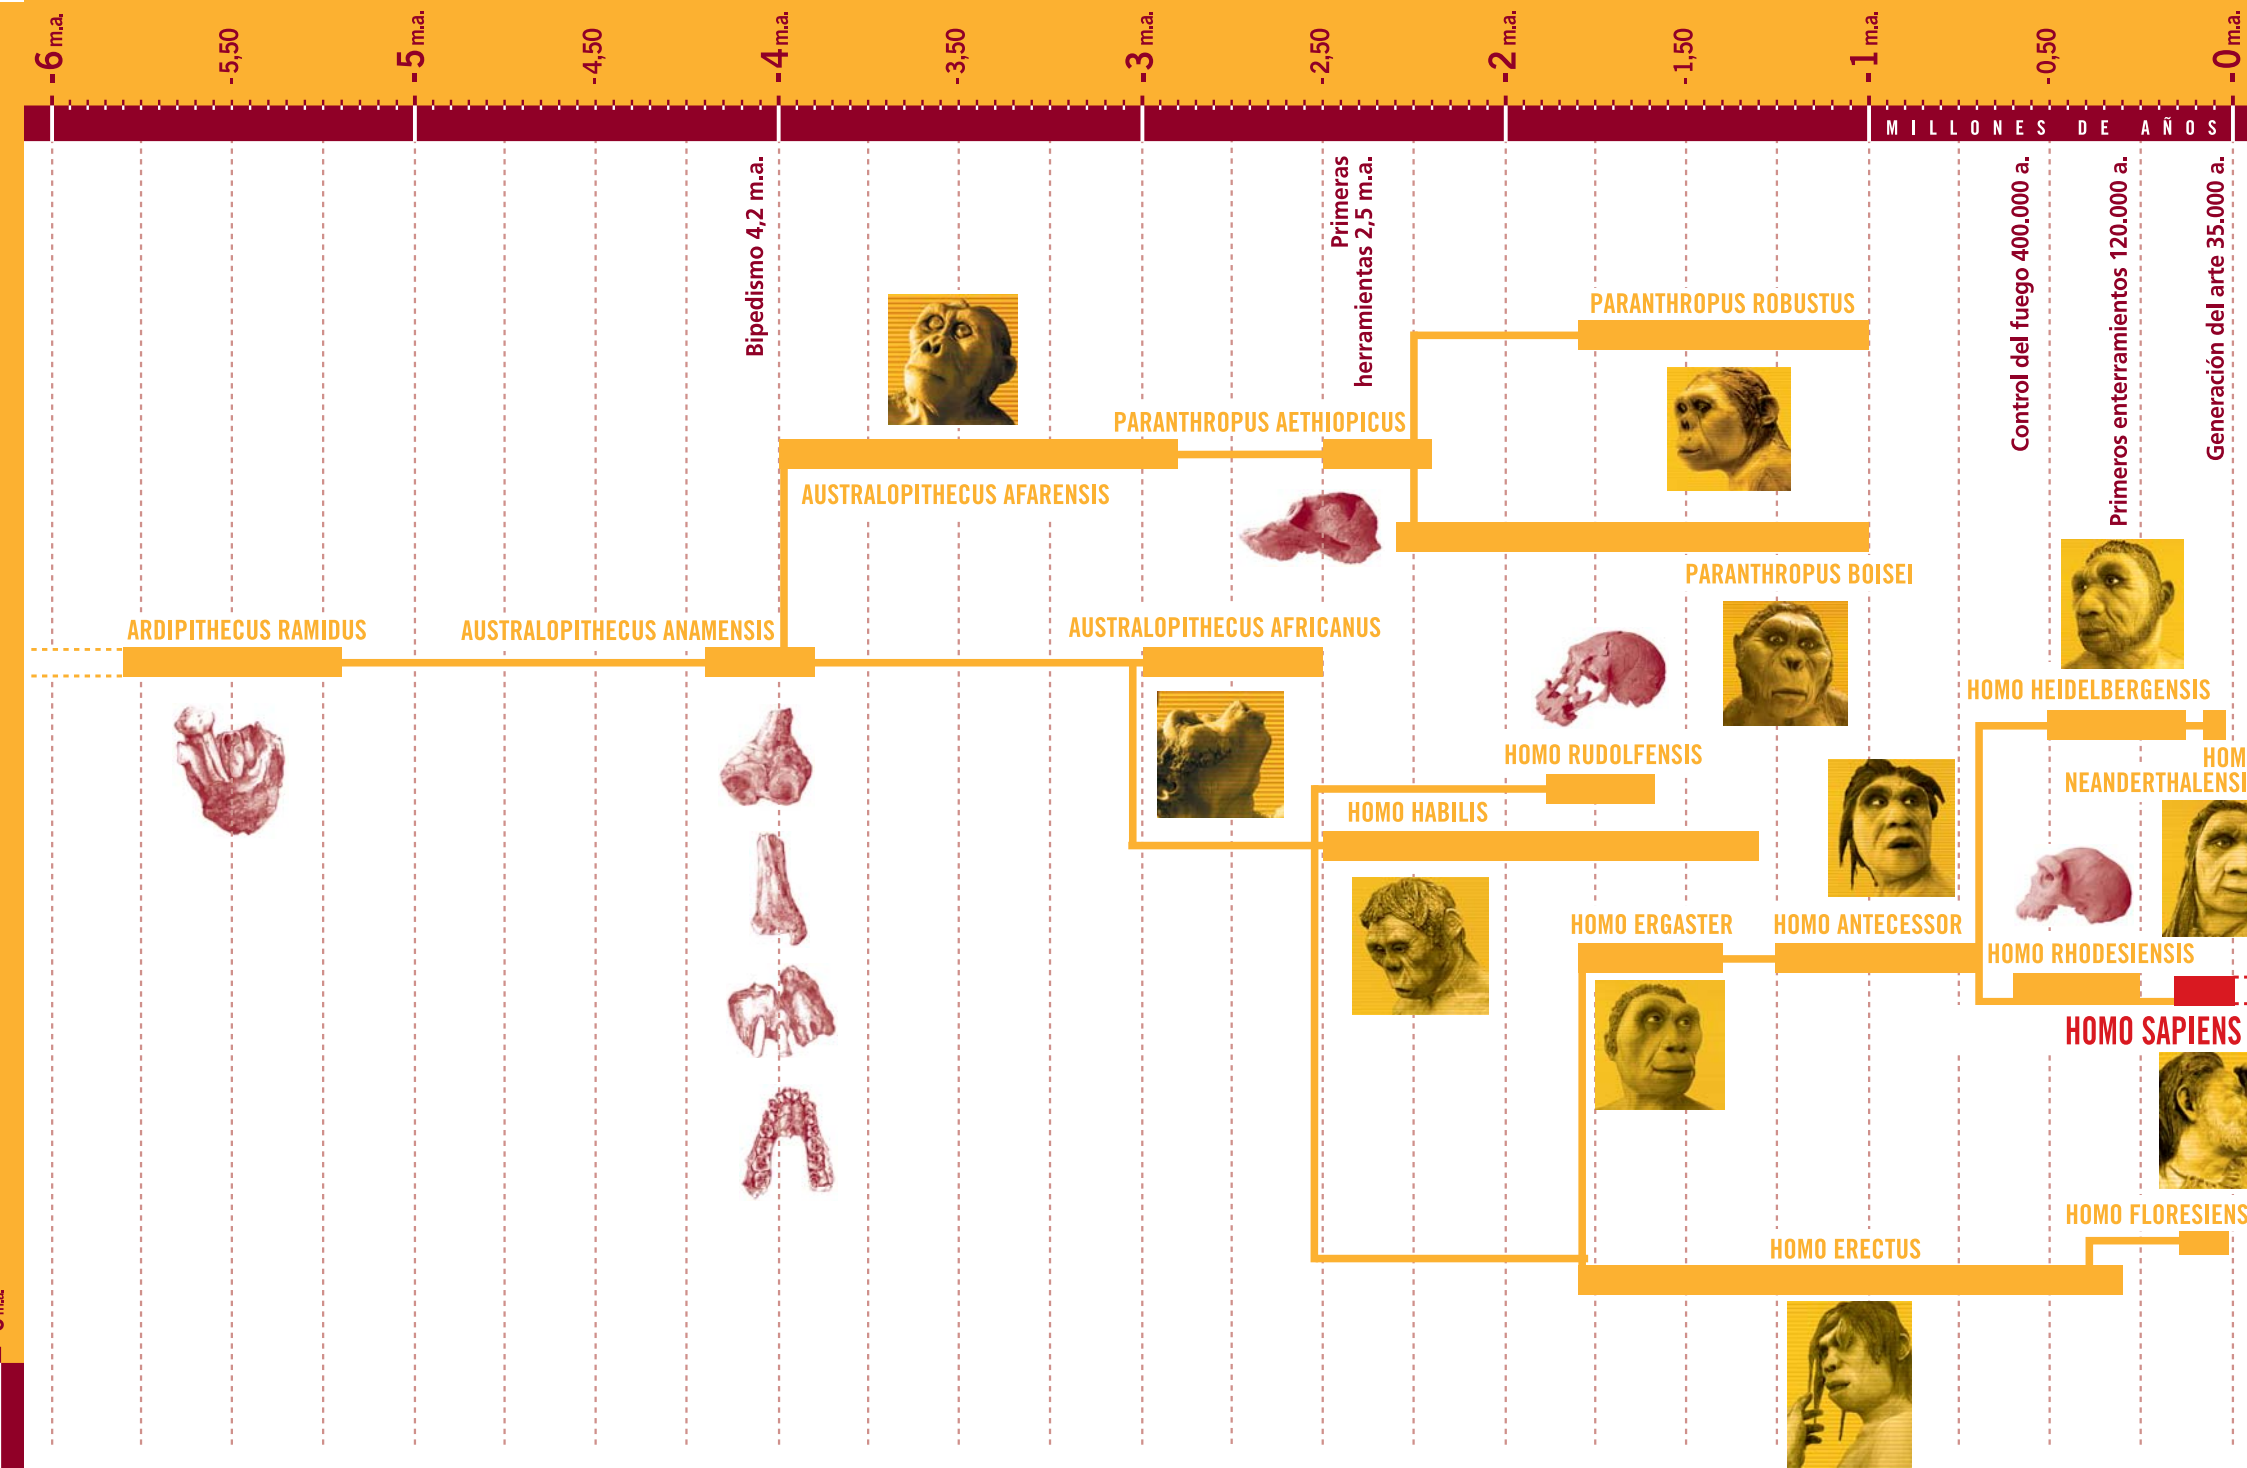 -6 m.a.
-5,50
-5 m.a.
-4,50
-4 m.a.
-3,50
-3 m.a.
-2,50
-2 m.a.
-1,50
-1 m.a.
-0,50
-0 m.a.
MILLONES DE AÑOS
Bipedismo 4,2 m.a.
Primeras
herramientas 2,5 m.a.
Control del fuego 400.000 a.
Primeros enterramientos 120.000 a.
Generación del arte 35.000 a.
PARANTHROPUS ROBUSTUS
PARANTHROPUS AETHIOPICUS
AUSTRALOPITHECUS AFARENSIS
PARANTHROPUS BOISEI
ARDIPITHECUS RAMIDUS
AUSTRALOPITHECUS ANAMENSIS
AUSTRALOPITHECUS AFRICANUS
HOMO HEIDELBERGENSIS
HOMO RUDOLFENSIS
HOM
NEANDERTHALENSI
HOMO HABILIS
HOMO ERGASTER
HOMO ANTECESSOR
HOMO RHODESIENSIS
HOMO SAPIENS
HOMO FLORESIENS
HOMO ERECTUS